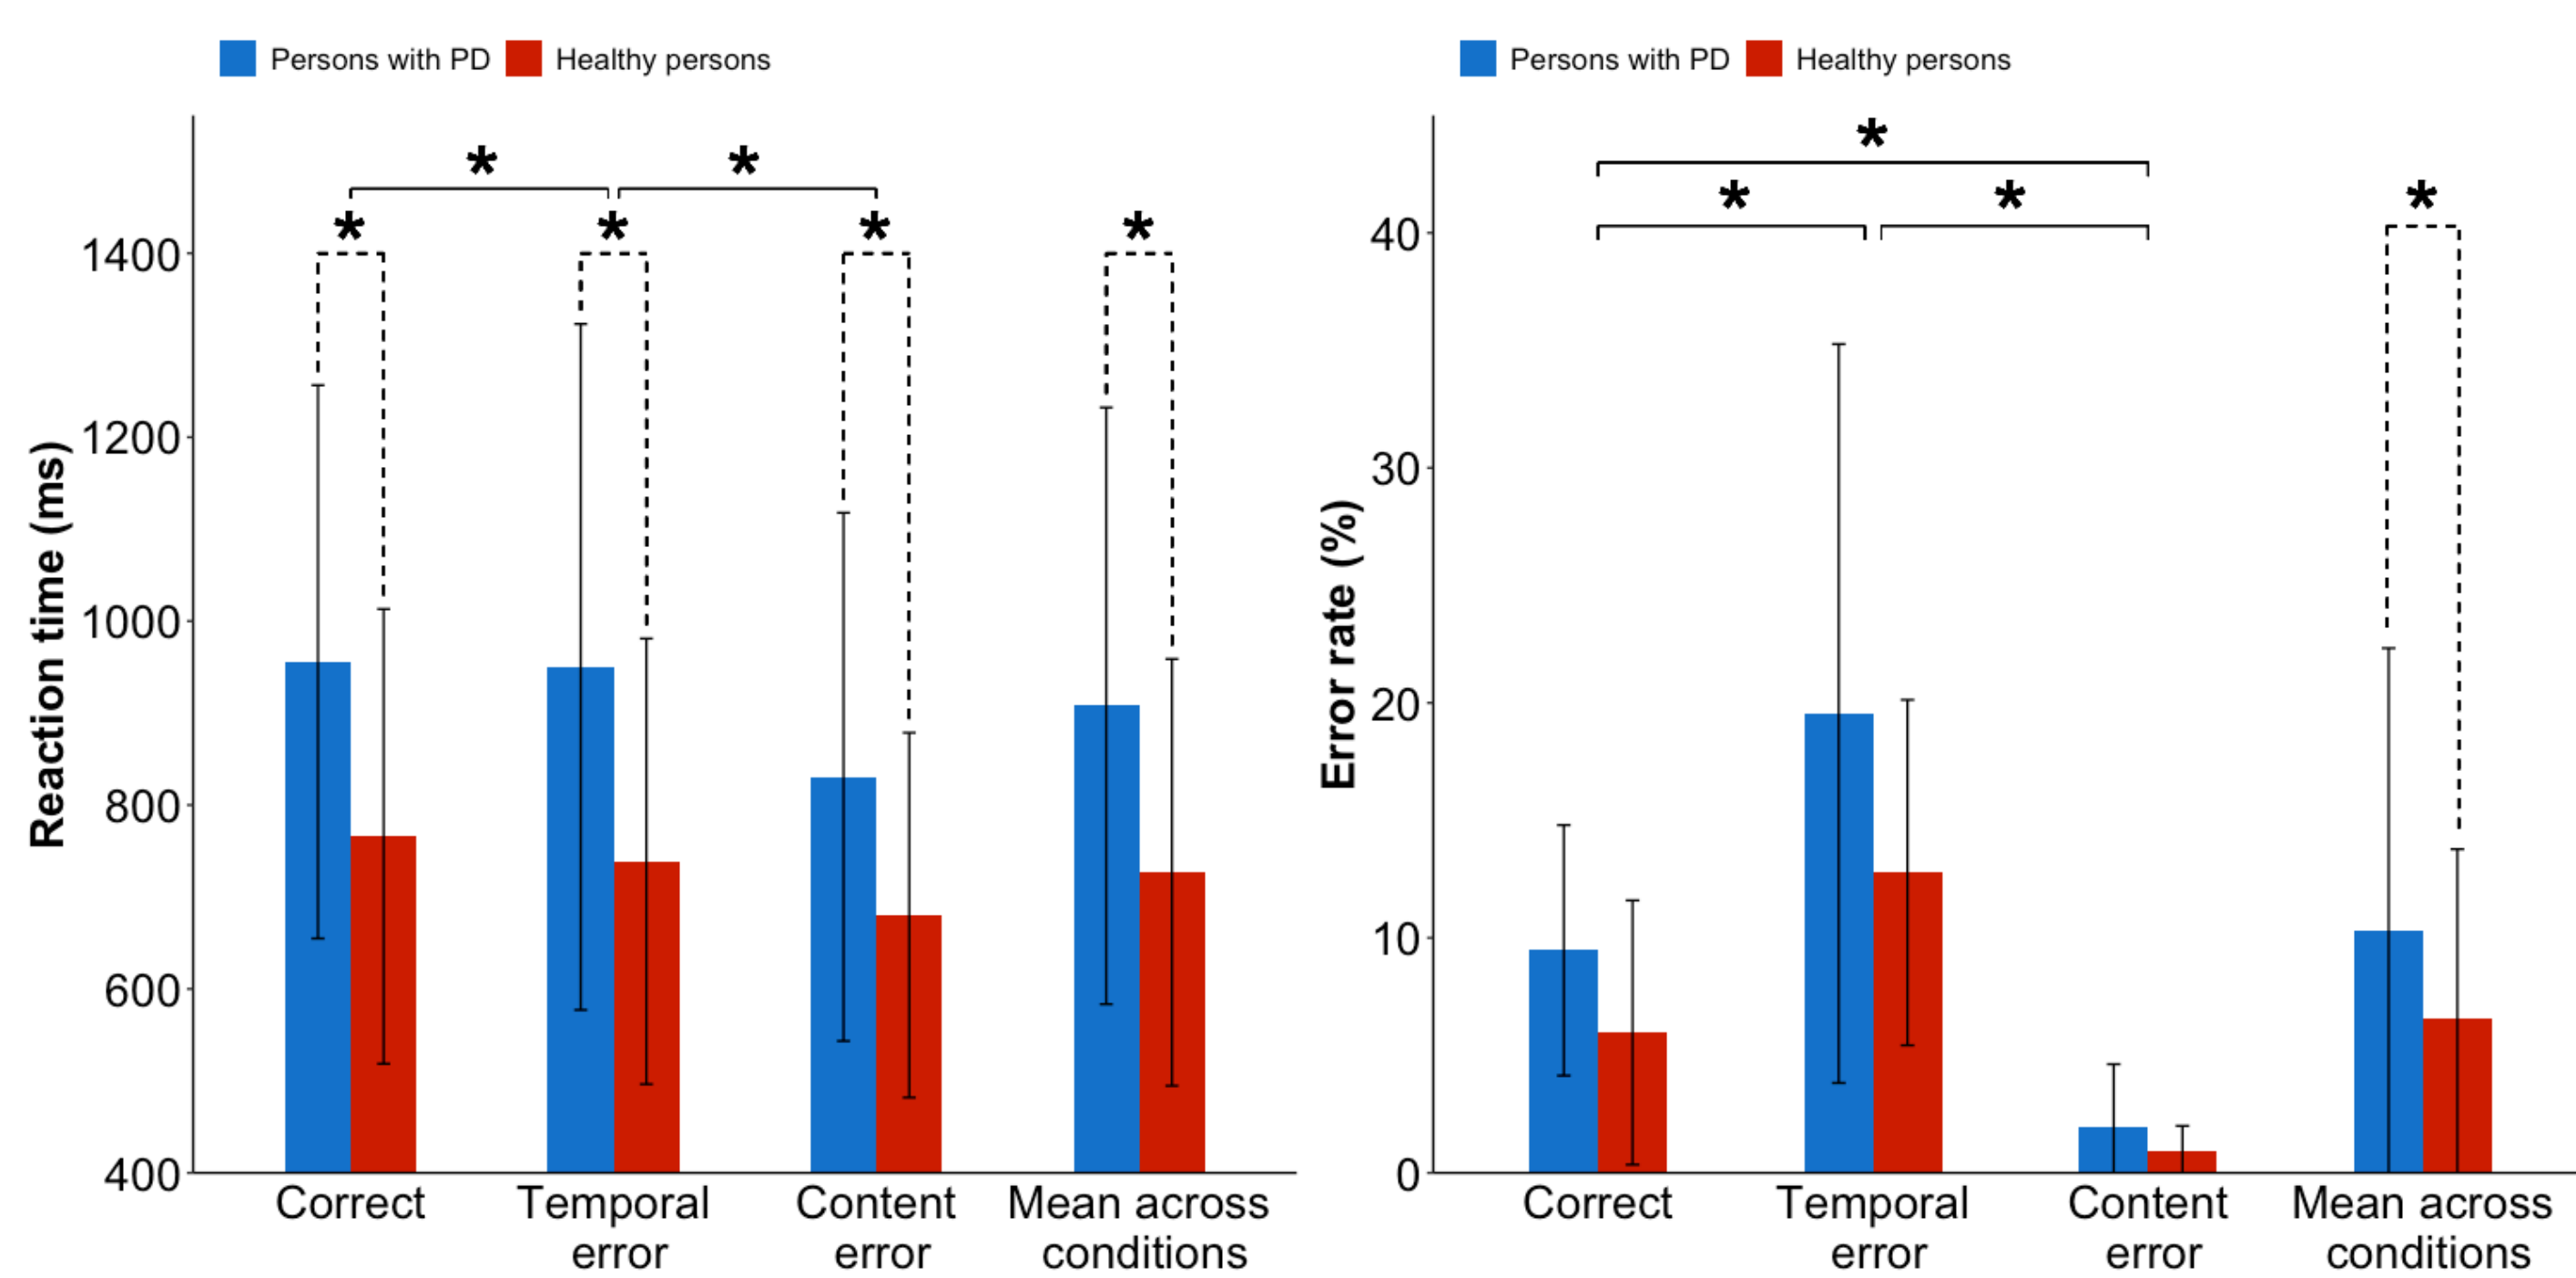 Persons with PD Healthy persons
* *
* * * *
1400
1200
1000
800
600
400
Reaction time (ms)
Correct Temporal error Content error Mean across conditions
Persons with PD Healthy persons
*
* * *
40
30
20
10
0
Error rate (%)
Correct Temporal error Content error Mean across conditions